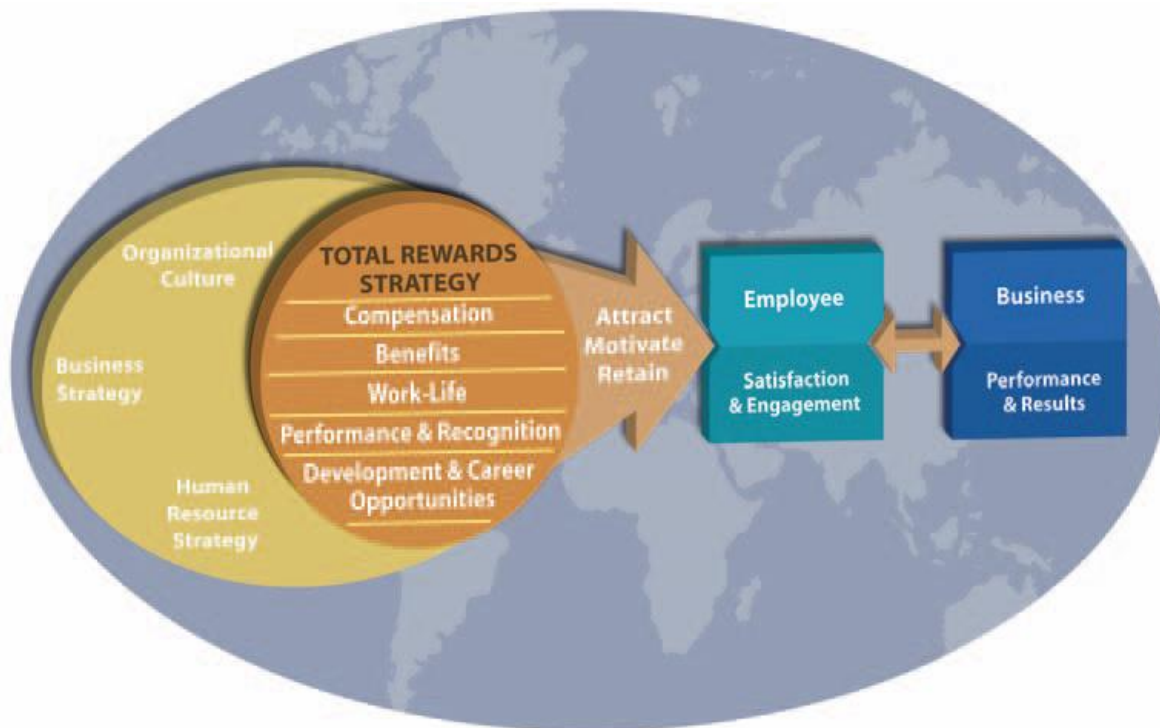 Organizational
Culture
Business
Strategy
Human
Resource
Strategy
TOTAL REWARDS
STRATEGY
Compensation
Benefits
Work-Life
Performance & Recognition
Development & Career
Opportunities
Attract
Motivate
Retain
Employee
Satisfaction
& Engagement
Business
Performance
& Results